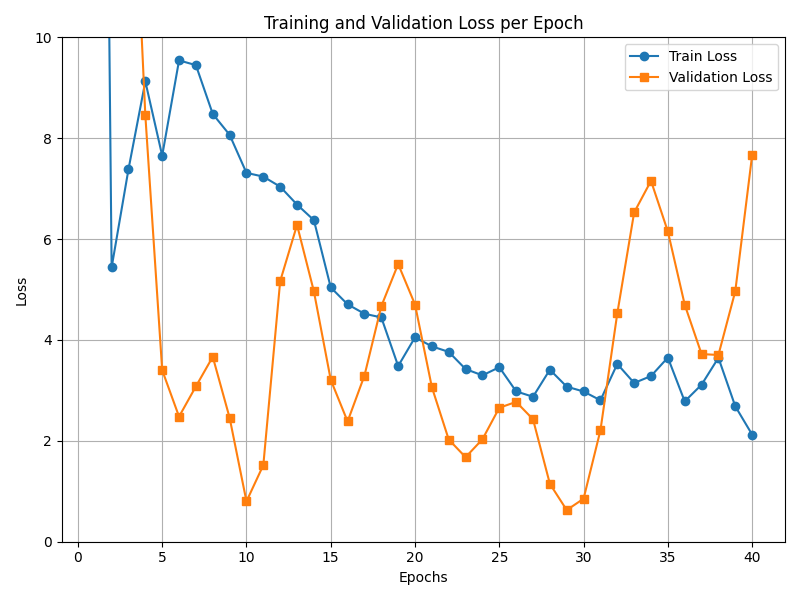 Training and Validation Loss per Epoch
Train Loss
Validation Loss
10
8
6
4
2
0
Loss
0 5 10 15 20 25 30 35 40
Epochs